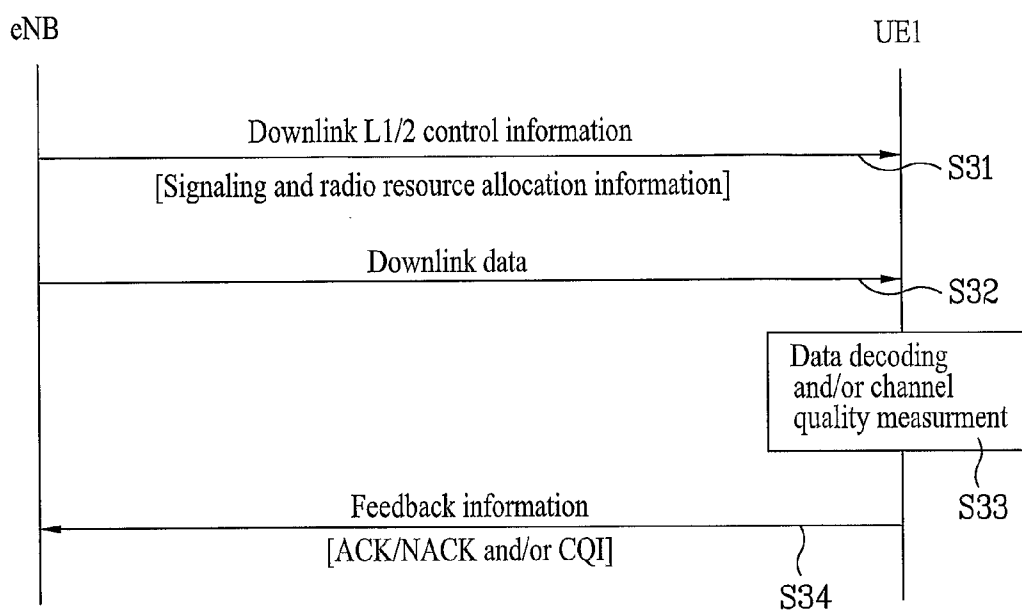 eNB
UE1
Downlink L1/2 control information
[Signaling and radio resource allocation information]
S31
Downlink data
S32
Data decoding
and/or channel
quality measurment
S33
Feedback information
[ACK/NACK and/or CQI]
S34